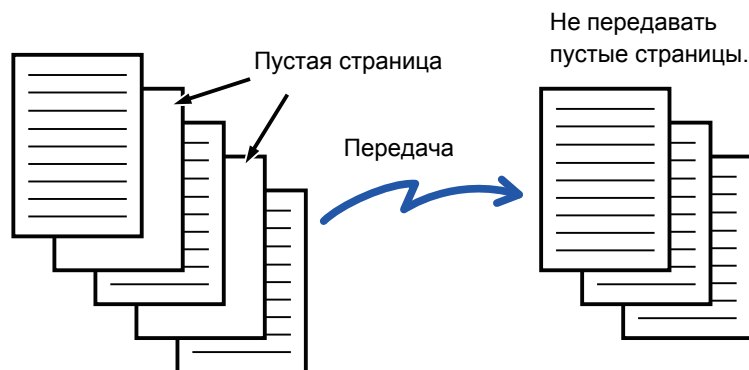 Не передавать
пустые страницы.
Пустая страница
Передача